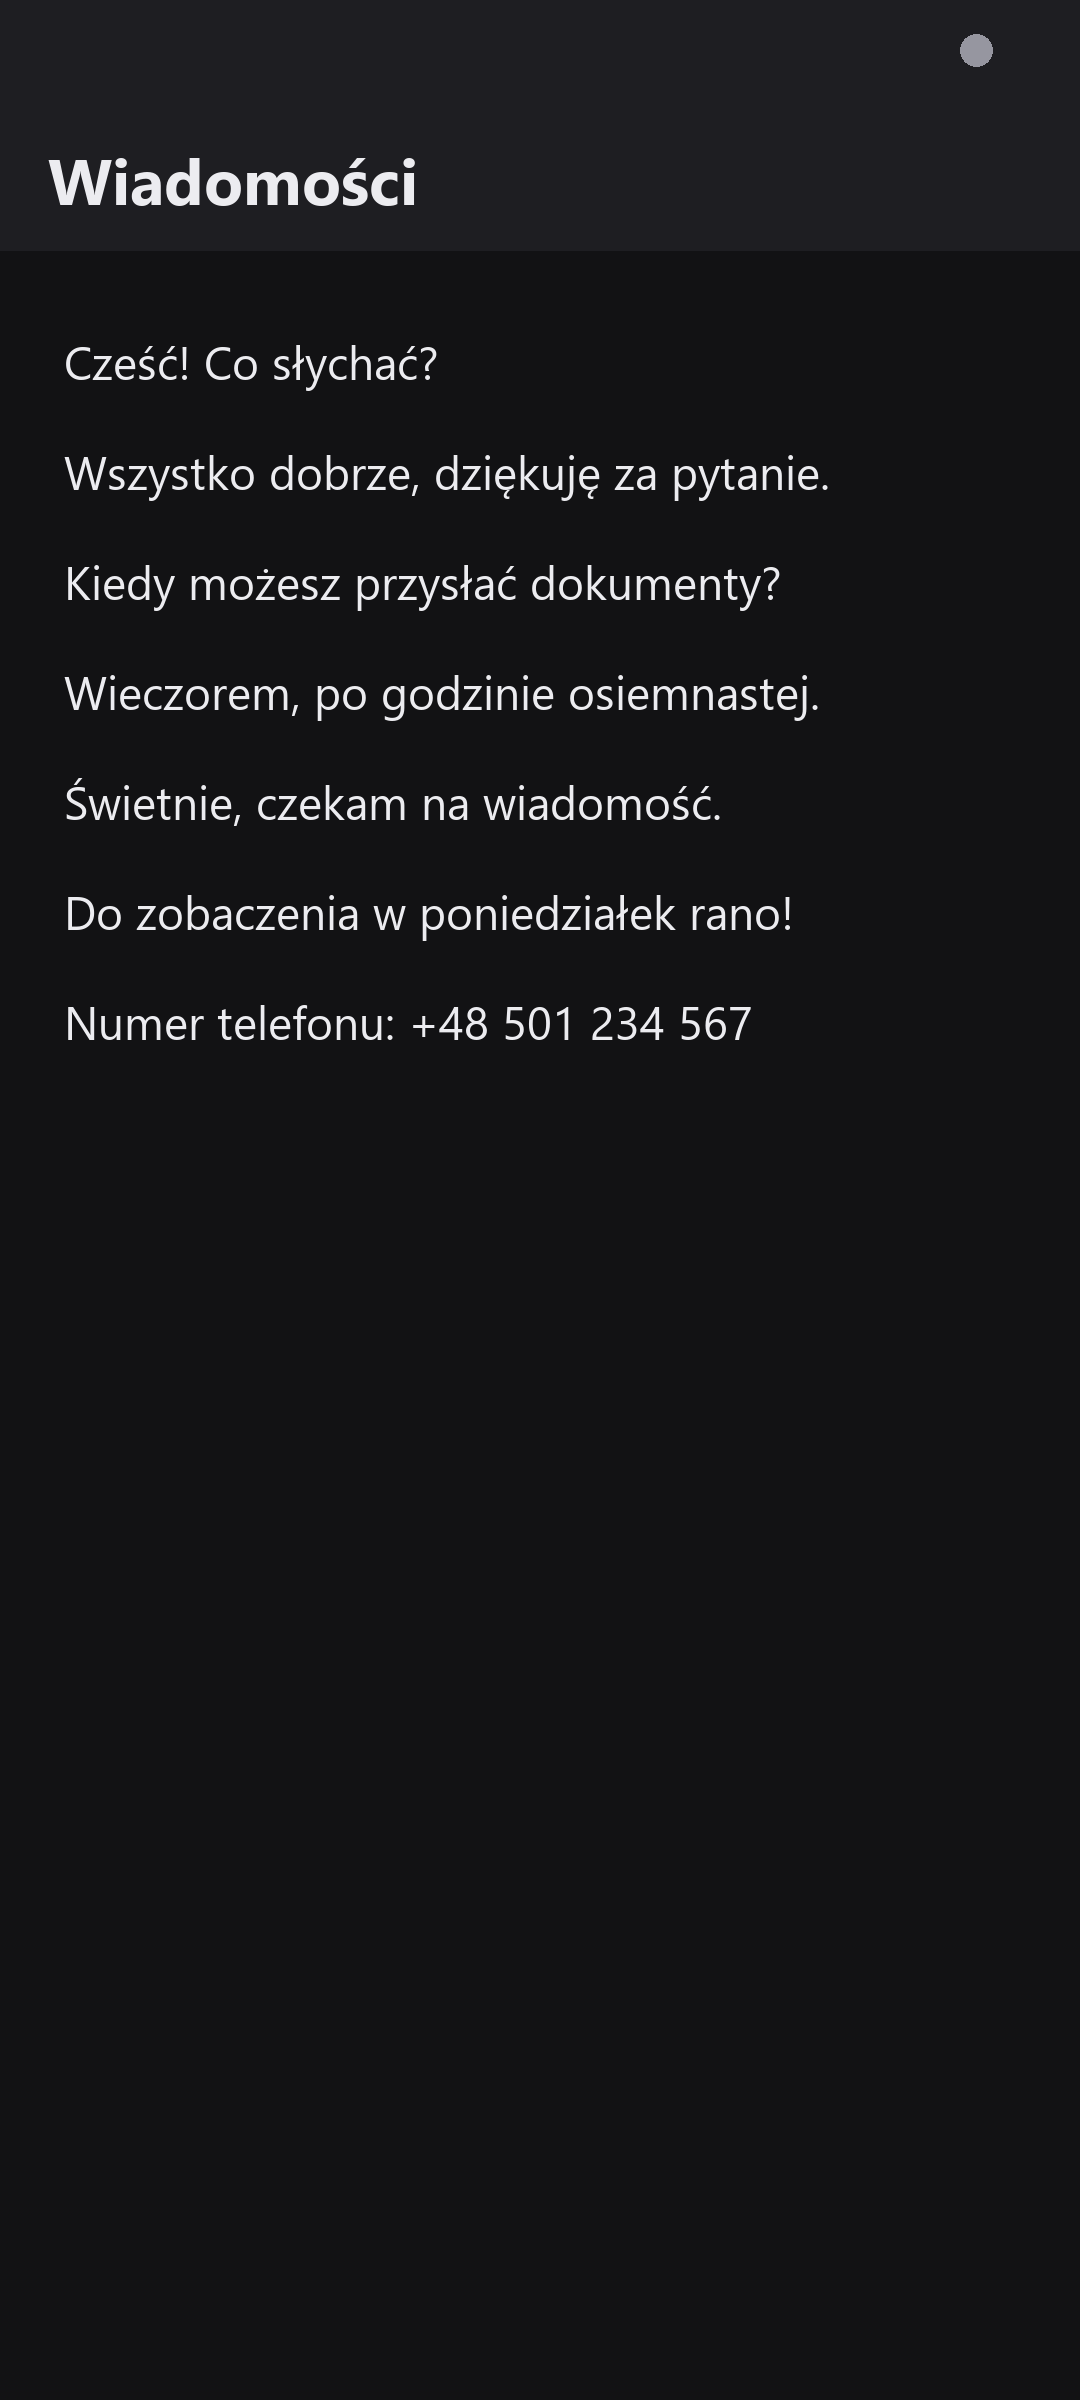 Wiadomości
Cześć! Co słychać?
Wszystko dobrze, dziękuję za pytanie.
Kiedy możesz przysłać dokumenty?
Wieczorem, po godzinie osiemnastej.
Świetnie, czekam na wiadomość.
Do zobaczenia w poniedziałek rano!
Numer telefonu: +48 501 234 567